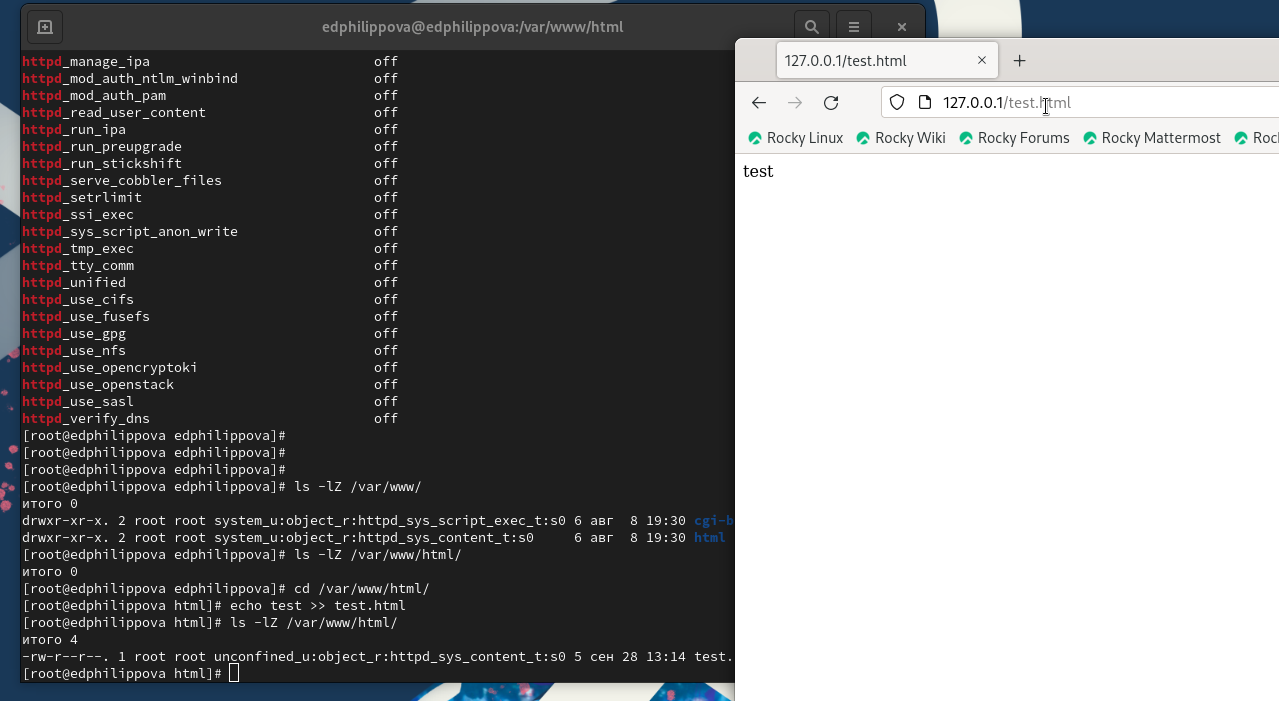 edphilippova@edphilippova:/var/www/html
httpd_manage_ipa off
httpd_mod_auth_ntlm_winbind off
httpd_mod_auth_pam off
httpd_read_user_content off
httpd_run_ipa off
httpd_run_preupgrade off
httpd_run_stickshift off
httpd_serve_cobbler_files off
httpd_setrlimit off
httpd_ssi_exec off
httpd_sys_script_anon_write off
httpd_tmp_exec off
httpd_tty_comm off
httpd_unified off
httpd_use_cifs off
httpd_use_fusefs off
httpd_use_gpg off
httpd_use_nfs off
httpd_use_opencryptoki off
httpd_use_openstack off
httpd_use_sasl off
httpd_verify_dns off
[root@edphilippova edphilippova]#
[root@edphilippova edphilippova]#
[root@edphilippova edphilippova]#
[root@edphilippova edphilippova]# ls -lZ /var/www/
итого 0
drwxr-xr-x. 2 root root system_u:object_r:httpd_sys_script_exec_t:s0 6 авг 8 19:30 cgi-b
drwxr-xr-x. 2 root root system_u:object_r:httpd_sys_content_t:s0 6 авг 8 19:30 html
[root@edphilippova edphilippova]# ls -lZ /var/www/html/
итого 0
[root@edphilippova edphilippova]# cd /var/www/html/
[root@edphilippova html]# echo test >> test.html
[root@edphilippova html]# ls -lZ /var/www/html/
итого 4
-rw-r--r--. 1 root root unconfined_u:object_r:httpd_sys_content_t:s0 5 сен 28 13:14 test.
[root@edphilippova html]#
127.0.0.1/test.html
127.0.0.1/test.html
Rocky Linux Rocky Wiki Rocky Forums Rocky Mattermost Roc
test